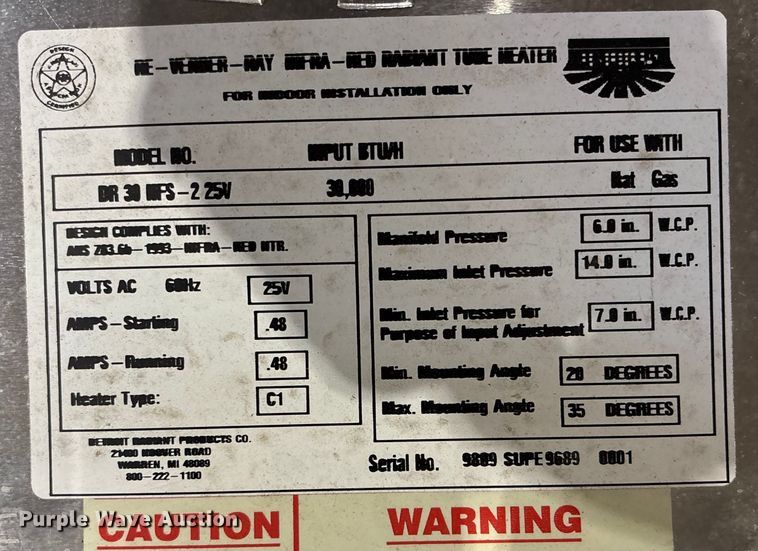 DESIGN
CERTIFIED
RE-VERBER-RAY INFRA-RED RADIANT TUBE HEATER
FOR INDOOR INSTALLATION ONLY
MODEL NO. INPUT BTU/H FOR USE WITH
DR 30 NFS-2 25V 30,000 Nat Gas
DESIGN COMPLIES WITH:
ANS Z83.6b-1993-INFRA-RED HTR.
VOLTS AC 60Hz 25V
AMPS-Starting .48
AMPS-Running .48
Heater Type: C1
Manifold Pressure 6.0 in. W.C.P.
Maximum Inlet Pressure 14.0 in. W.C.P.
Min. Inlet Pressure for
Purpose of Input Adjustment 7.0 in. W.C.P.
Min. Mounting Angle 20 DEGREES
Max. Mounting Angle 35 DEGREES
DETROIT RADIANT PRODUCTS CO.
21400 HOOVER ROAD
WARREN, MI 48089
800-222-1100
Serial No. 9809 SUPE9689 0001
CAUTION WARNING
Purple Wave Auction